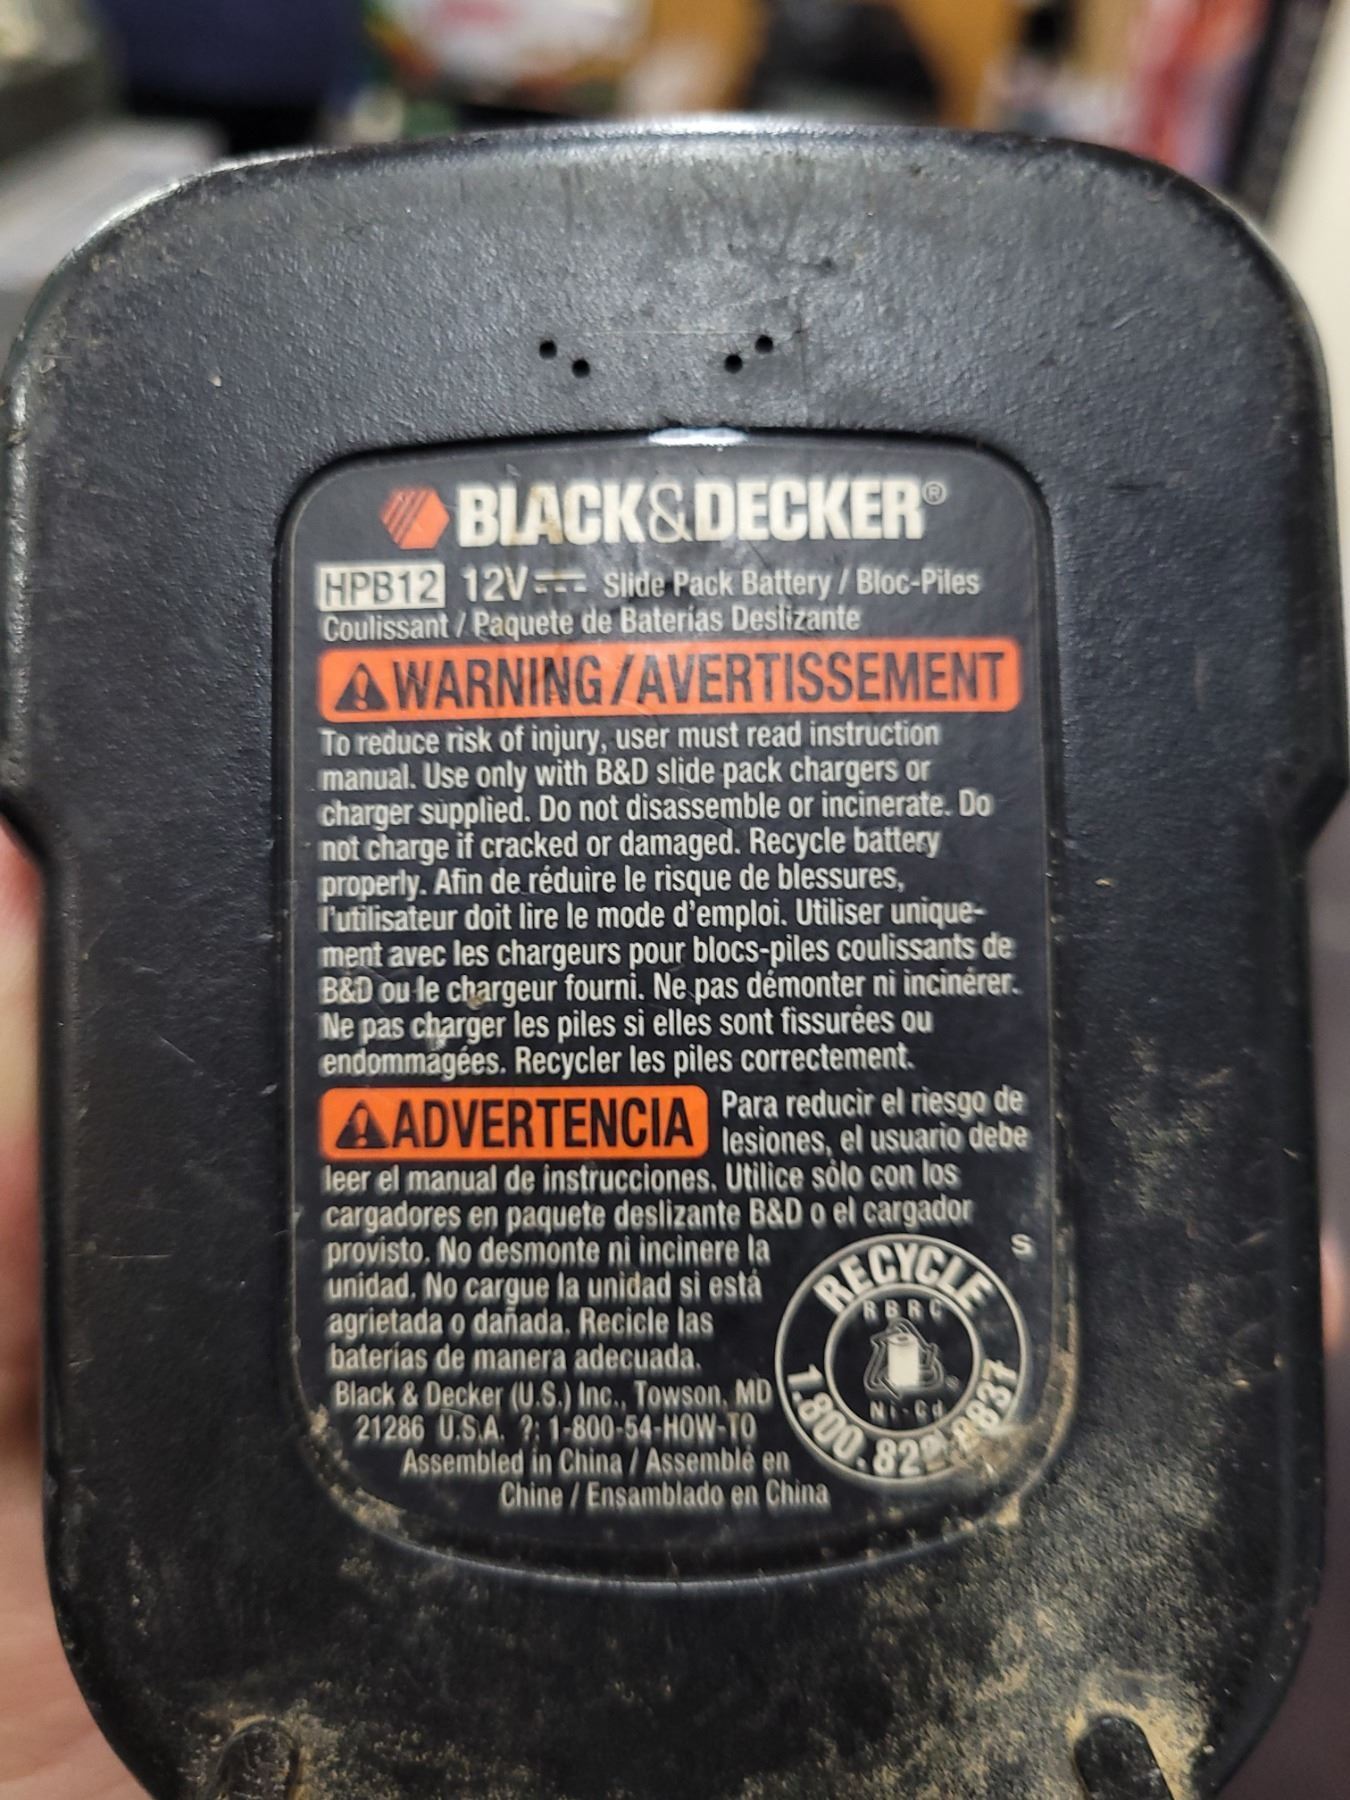 BLACK&DECKER®
HPB12 12V Slide Pack Battery / Bloc-Piles
Coulissant / Paquete de Baterías Deslizante
WARNING/AVERTISSEMENT
To reduce risk of injury, user must read instruction
manual. Use only with B&D slide pack chargers or
charger supplied. Do not disassemble or incinerate. Do
not charge if cracked or damaged. Recycle battery
properly. Afin de réduire le risque de blessures,
l'utilisateur doit lire le mode d'emploi. Utiliser unique-
ment avec les chargeurs pour blocs-piles coulissants de
B&D ou le chargeur fourni. Ne pas démonter ni incinérer.
Ne pas charger les piles si elles sont fissurées ou
endommagées. Recycler les piles correctement.
ADVERTENCIA Para reducir el riesgo de
lesiones, el usuario debe
leer el manual de instrucciones. Utilice sólo con los
cargadores en paquete deslizante B&D o el cargador
provisto. No desmonte ni incinere la
unidad. No cargue la unidad si está
agrietada o dañada. Recicle las
baterías de manera adecuada.
Black & Decker (U.S.) Inc., Towson, MD
21286 U.S.A. ?: 1-800-54-HOW-TO
Assembled in China / Assemblé en
Chine / Ensamblado en China
S
RECYCLE
RBRC
Ni-Cd
1.800.822.8837